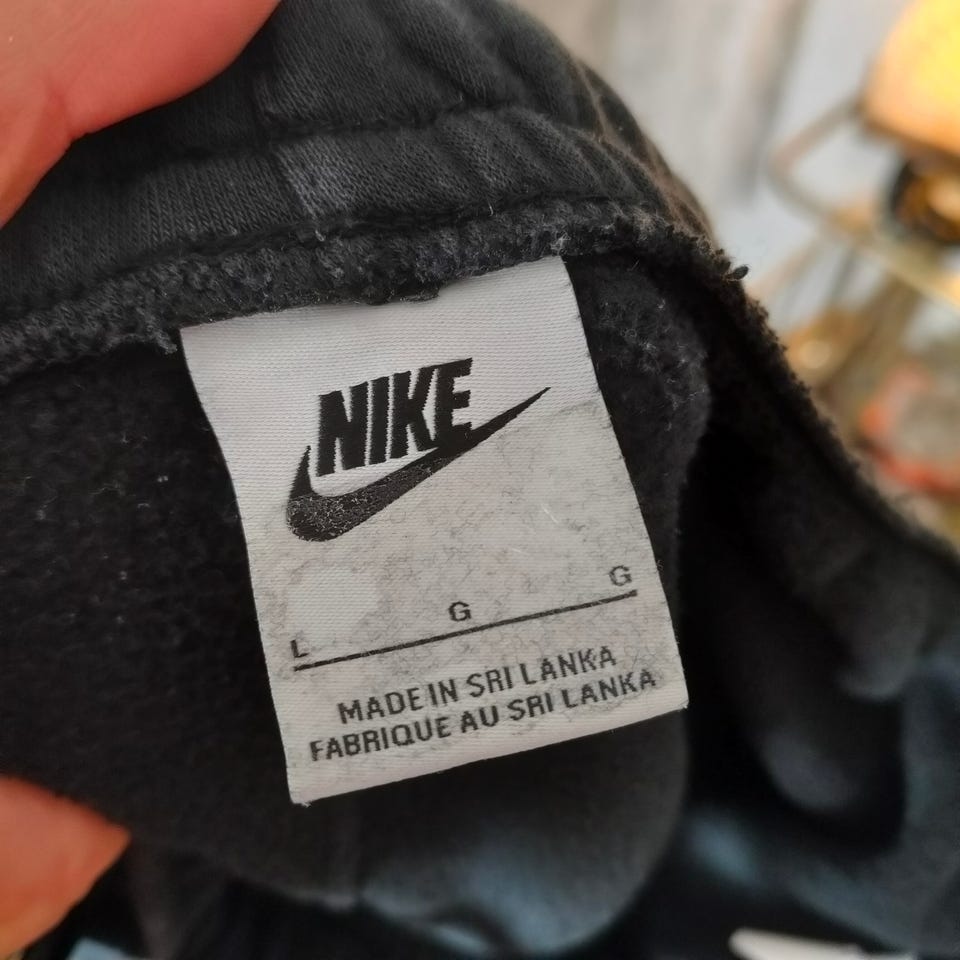 NIKE
L G G
MADE IN SRI LANKA
FABRIQUE AU SRI LANKA